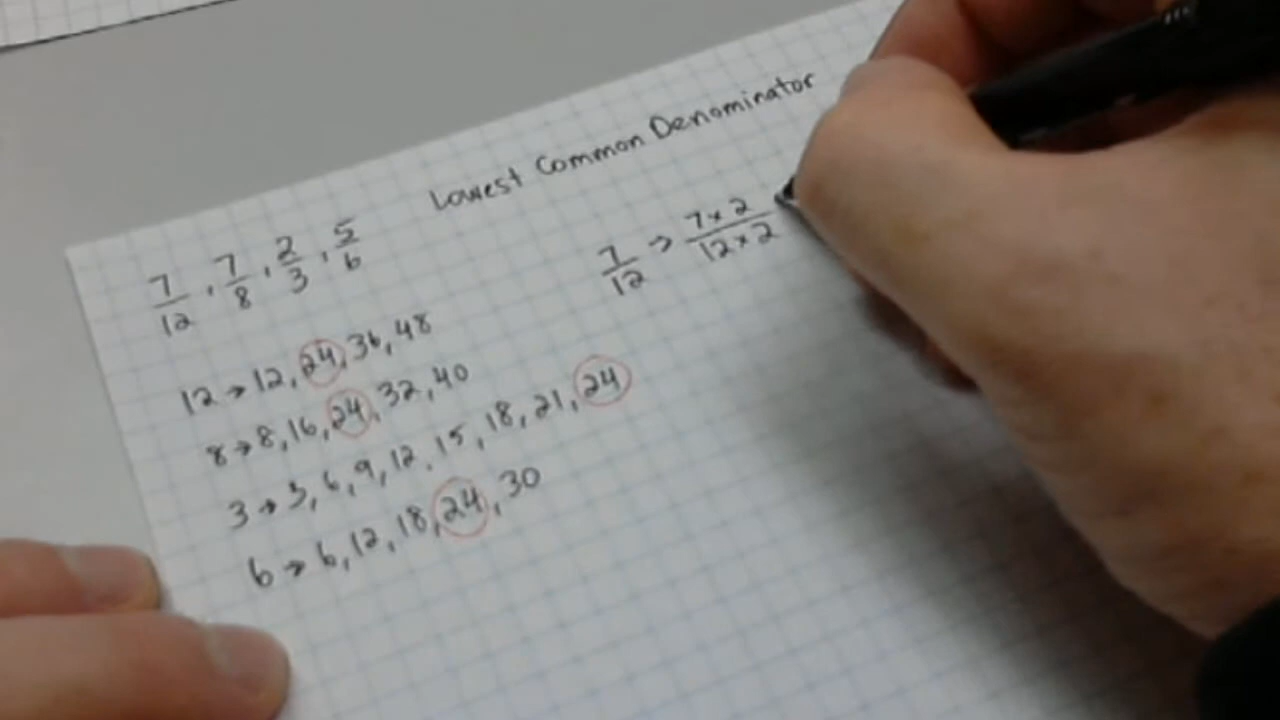 Lowest Common Denominator
7/12, 7/8, 2/3, 5/6
7/12 → 7×2/12×2
12 → 12, 24, 36, 48
8 → 8, 16, 24, 32, 40
3 → 3, 6, 9, 12, 15, 18, 21, 24
6 → 6, 12, 18, 24, 30